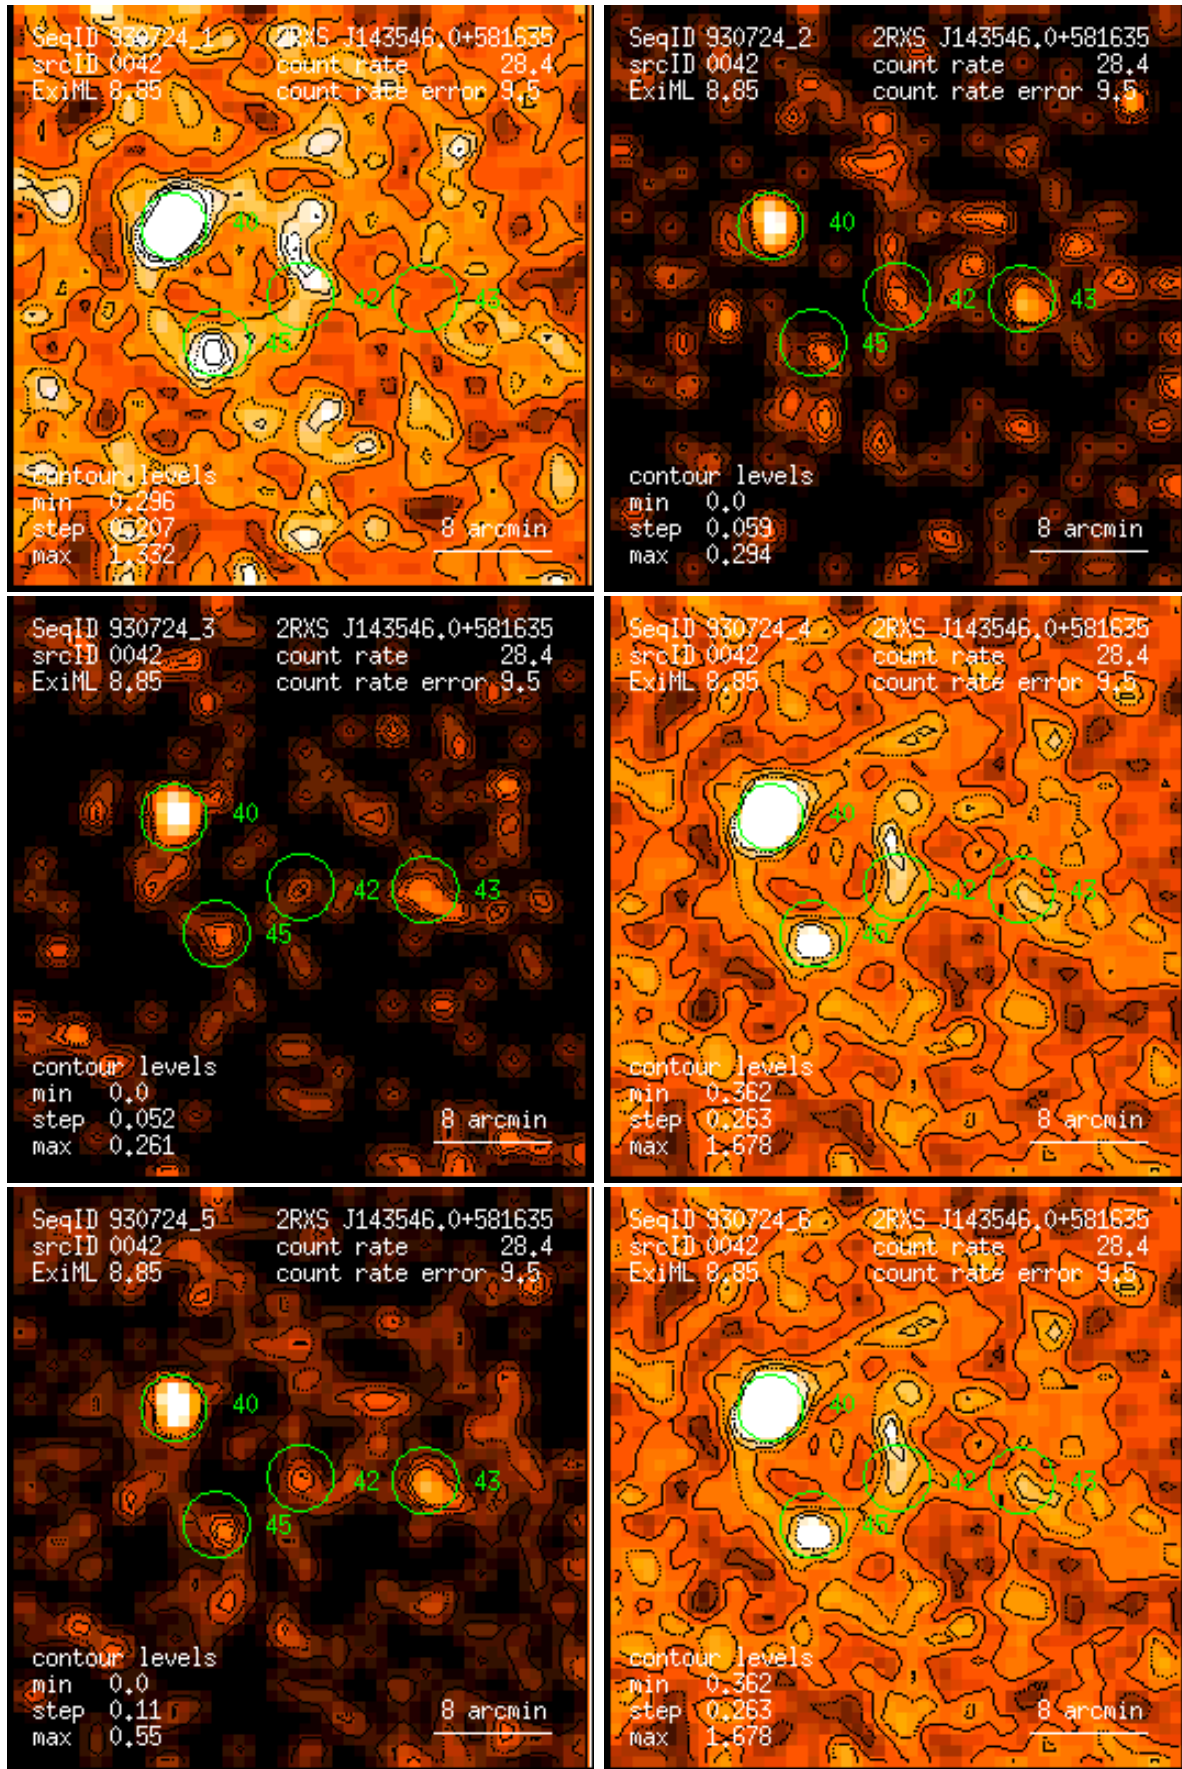 SeqID 930724_1 2RXS J143546.0+581635
srcID 0042 count rate 28.4
ExiML 8.85 count rate error 9.5
40
42 43
45
contour levels
min 0.296
step 0.207 8 arcmin
max 1.332
SeqID 930724_2 2RXS J143546.0+581635
srcID 0042 count rate 28.4
ExiML 8.85 count rate error 9.5
40
42 43
45
contour levels
min 0.0
step 0.059 8 arcmin
max 0.294
SeqID 930724_3 2RXS J143546.0+581635
srcID 0042 count rate 28.4
ExiML 8.85 count rate error 9.5
40
42 43
45
contour levels
min 0.0
step 0.052 8 arcmin
max 0.261
SeqID 930724_4 2RXS J143546.0+581635
srcID 0042 count rate 28.4
ExiML 8.85 count rate error 9.5
40
42 43
45
contour levels
min 0.362
step 0.263 8 arcmin
max 1.678
SeqID 930724_5 2RXS J143546.0+581635
srcID 0042 count rate 28.4
ExiML 8.85 count rate error 9.5
40
42 43
45
contour levels
min 0.0
step 0.11 8 arcmin
max 0.55
SeqID 930724_6 2RXS J143546.0+581635
srcID 0042 count rate 28.4
ExiML 8.85 count rate error 9.5
40
42 43
45
contour levels
min 0.362
step 0.263 8 arcmin
max 1.678